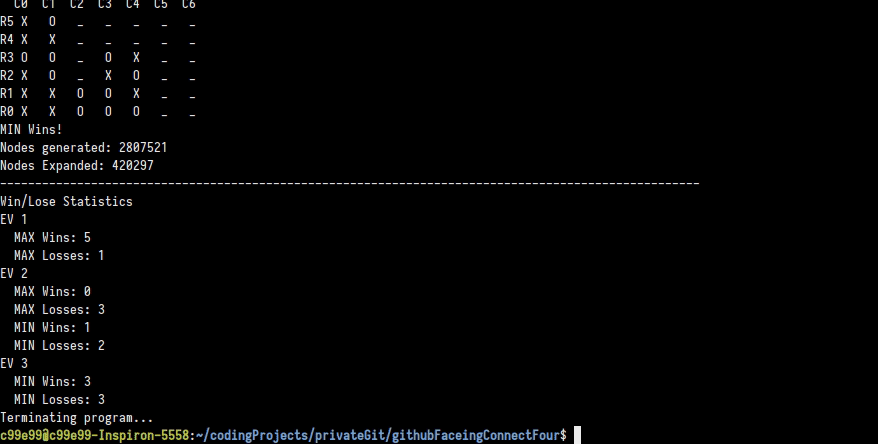 C0 C1 C2 C3 C4 C5 C6
R5 X O _ _ _ _ _
R4 X X _ _ _ _ _
R3 O O _ O X _ _
R2 X O _ X O _ _
R1 X X O O X _ _
R0 X X O O O _ _
MIN Wins!
Nodes generated: 2807521
Nodes Expanded: 420297
----------------------------------------------------------------------------------------------------
Win/Lose Statistics
EV 1
MAX Wins: 5
MAX Losses: 1
EV 2
MAX Wins: 0
MAX Losses: 3
MIN Wins: 1
MIN Losses: 2
EV 3
MIN Wins: 3
MIN Losses: 3
Terminating program...
c99e99@c99e99-Inspiron-5558:~/codingProjects/privateGit/githubFaceingConnectFour$